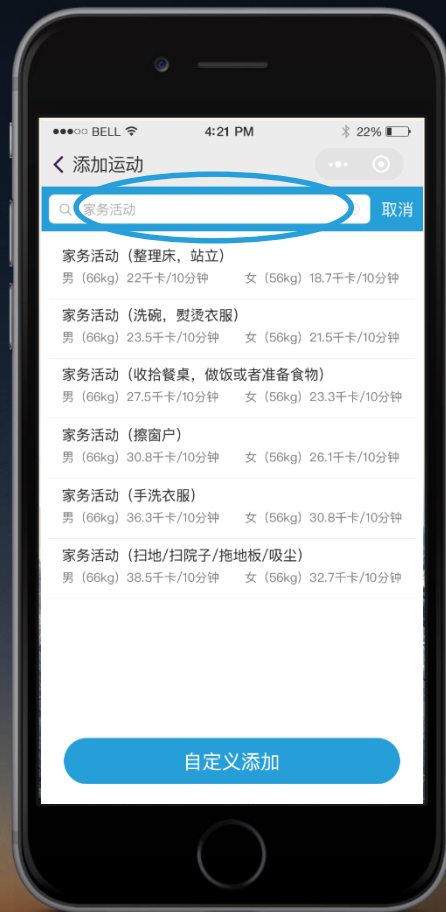 BELL 4:21 PM 22%
添加运动
家务活动 取消
家务活动（整理床，站立）
男（66kg）22千卡/10分钟 女（56kg）18.7千卡/10分钟
家务活动（洗碗，熨烫衣服）
男（66kg）23.5千卡/10分钟 女（56kg）21.5千卡/10分钟
家务活动（收拾餐桌，做饭或者准备食物）
男（66kg）27.5千卡/10分钟 女（56kg）23.3千卡/10分钟
家务活动（擦窗户）
男（66kg）30.8千卡/10分钟 女（56kg）26.1千卡/10分钟
家务活动（手洗衣服）
男（66kg）36.3千卡/10分钟 女（56kg）30.8千卡/10分钟
家务活动（扫地/扫院子/拖地板/吸尘）
男（66kg）38.5千卡/10分钟 女（56kg）32.7千卡/10分钟
自定义添加